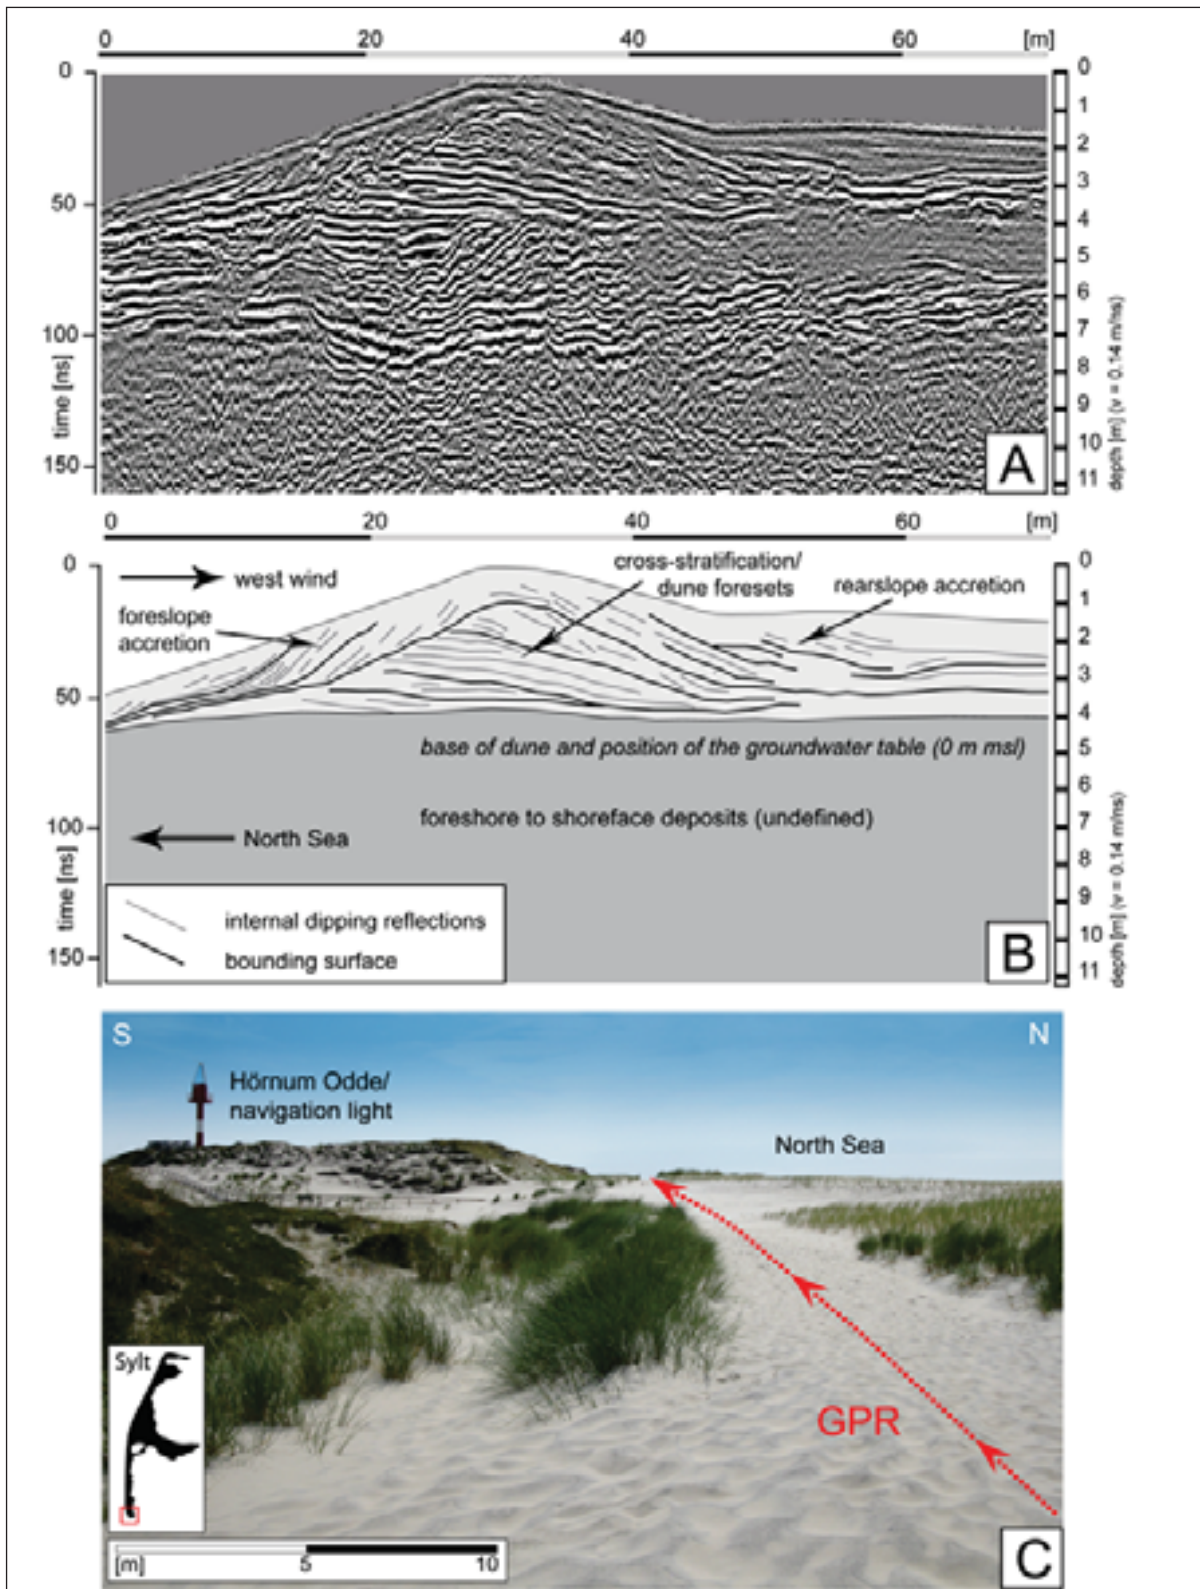 0 20 40 60 [m]
0
50
100
150
time [ns]
0
1
2
3
4
5
6
7
8
9
10
11
depth [m] (v = 0.14 m/ns)
A
0 20 40 60 [m]
0
50
100
150
time [ns]
west wind
foreslope
accretion
cross-stratification/
dune foresets
rearslope accretion
base of dune and position of the groundwater table (0 m msl)
foreshore to shoreface deposits (undefined)
North Sea
internal dipping reflections
bounding surface
0
1
2
3
4
5
6
7
8
9
10
11
depth [m] (v = 0.14 m/ns)
B
S N
Hörnum Odde/
navigation light
North Sea
GPR
Sylt
[m] 5 10
C